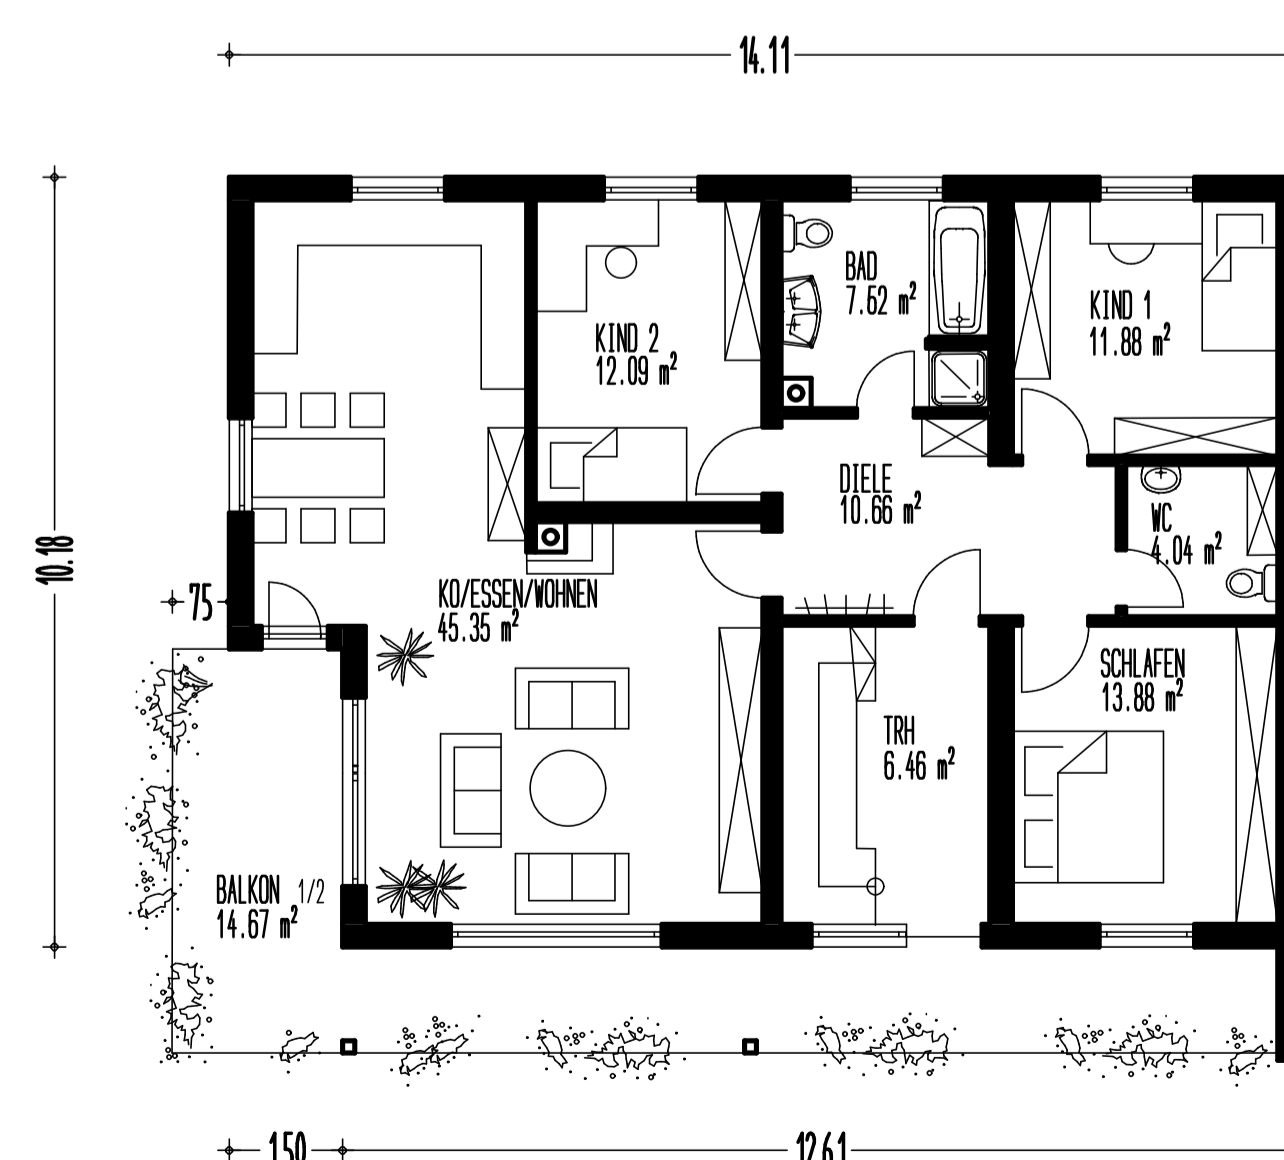 14.11
BAD
7.62 m²
KIND 1
11.88 m²
KIND 2
12.09 m²
DIELE
10.66 m²
WC
4.04 m²
10.18
75
KO/ESSEN/WOHNEN
45.35 m²
SCHLAFEN
13.88 m²
TRH
6.46 m²
BALKON 1/2
14.67 m²
150
12.61